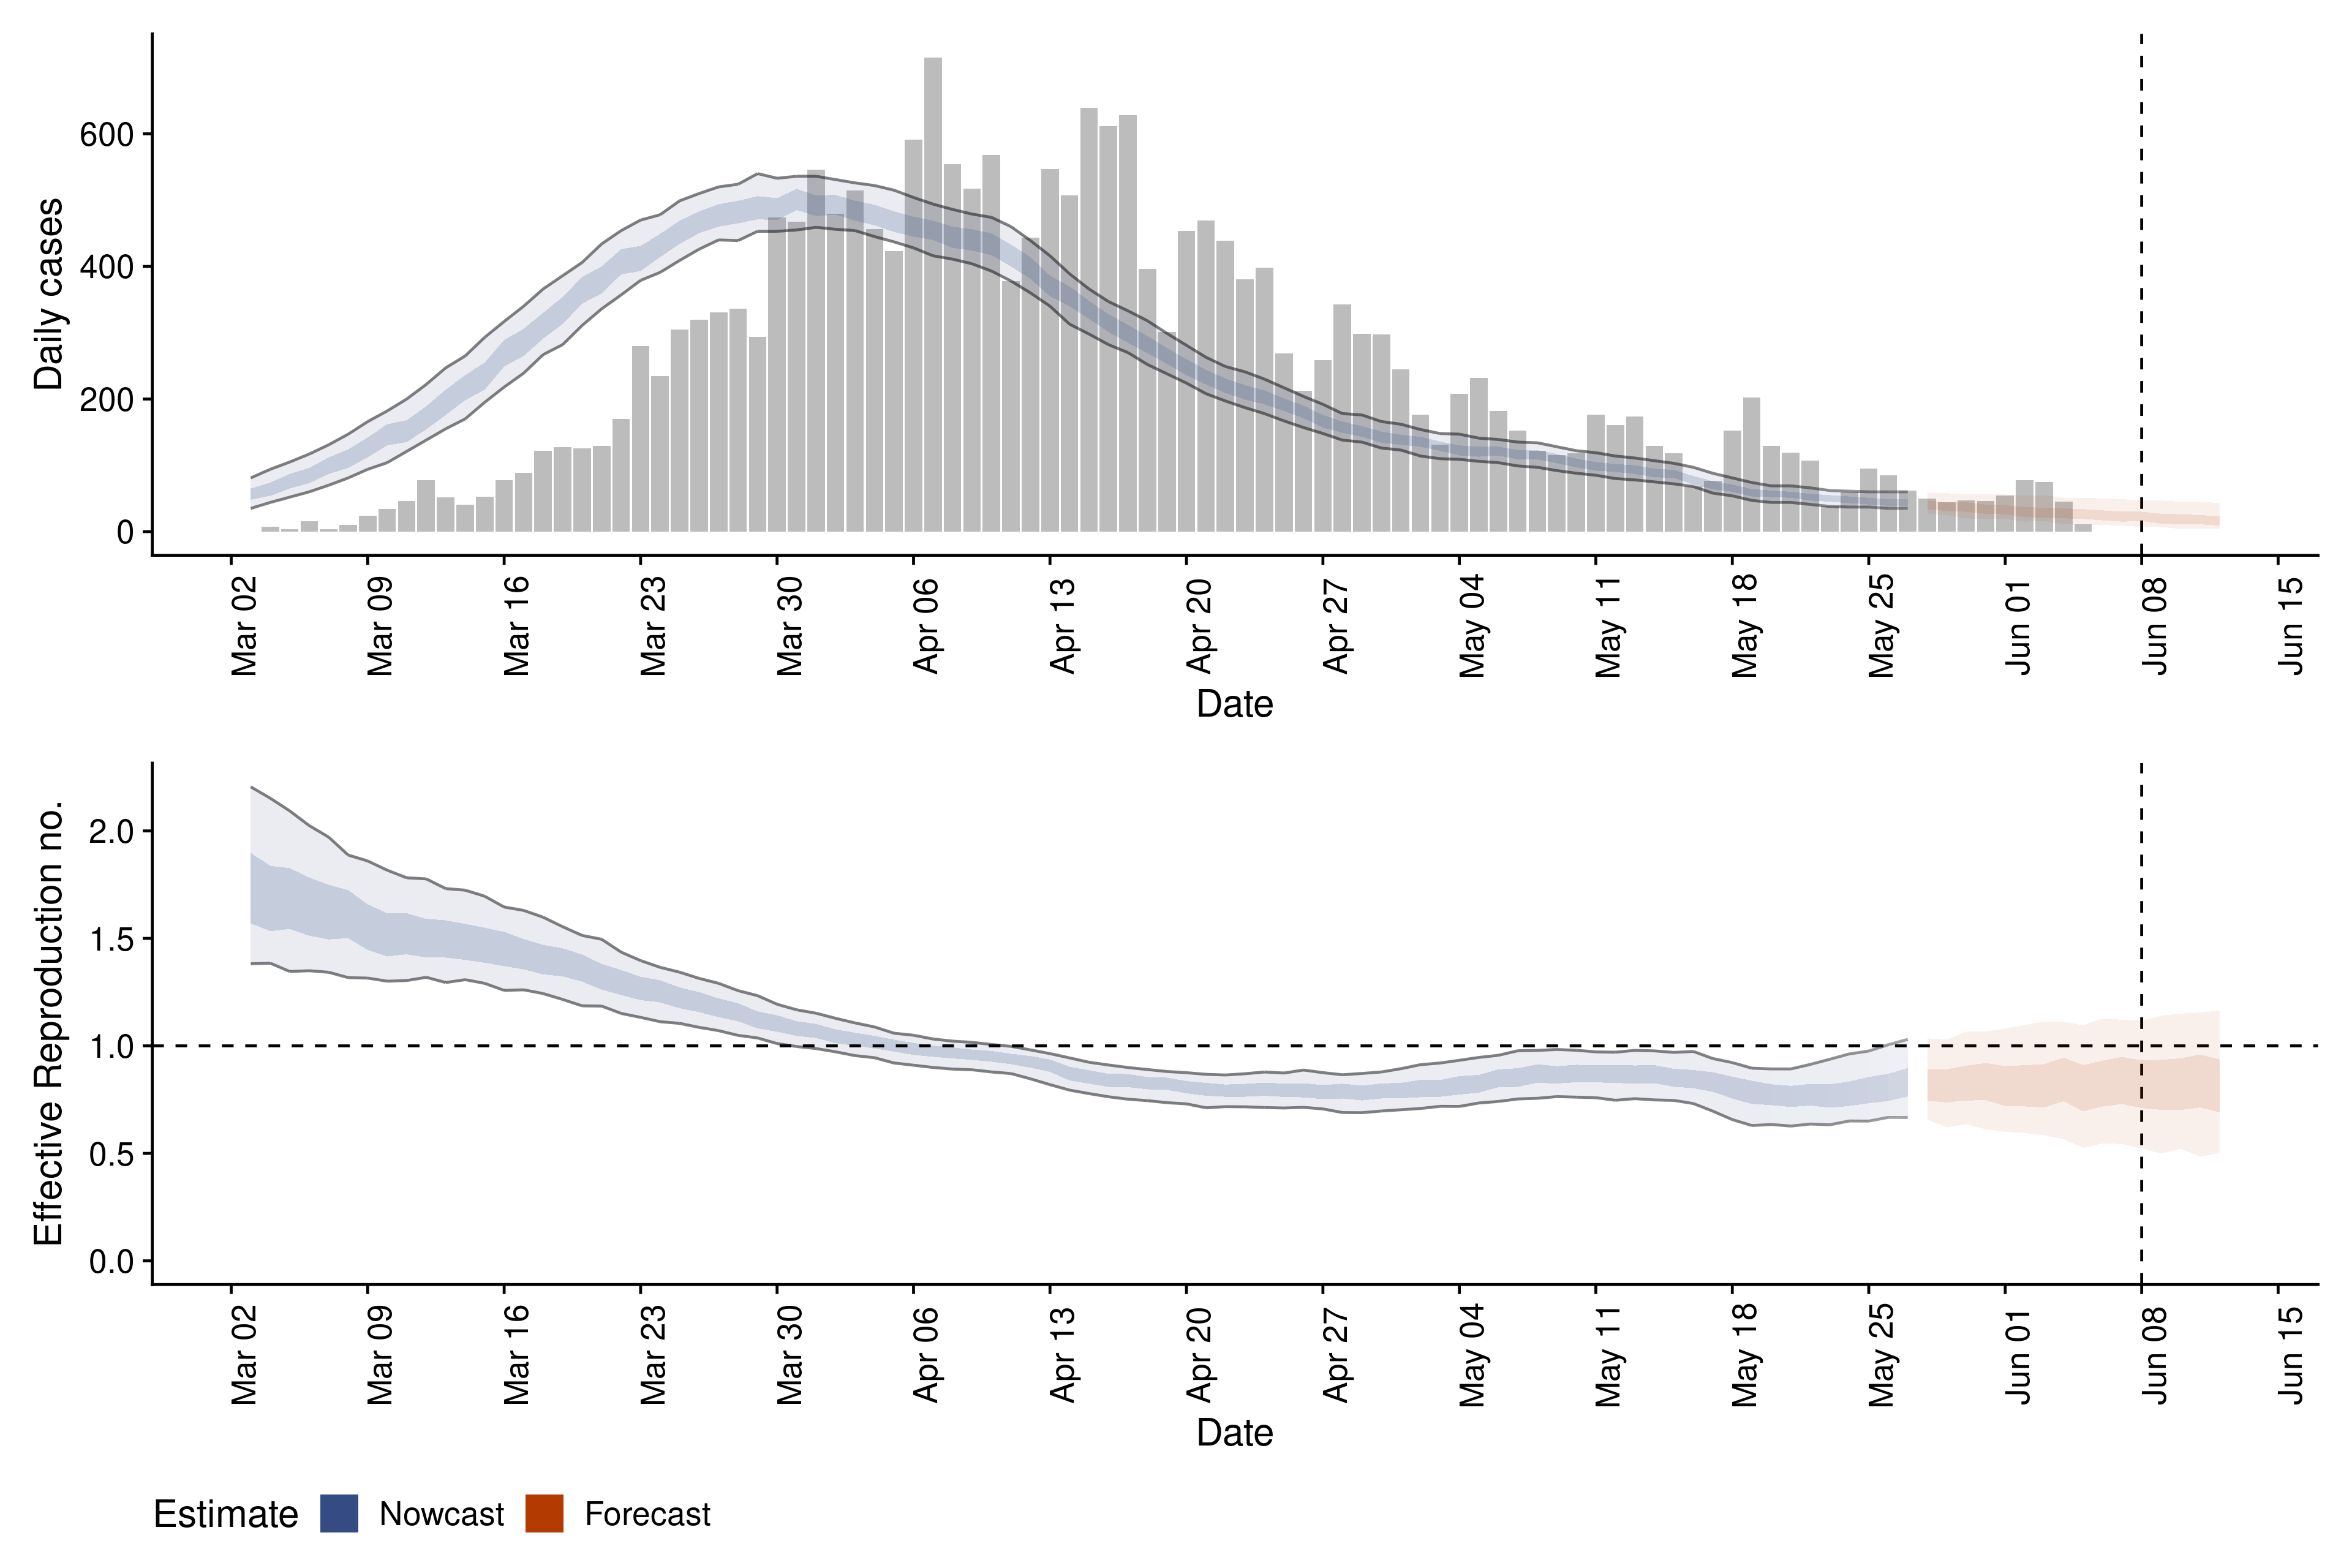 Daily cases
600
400
200
0
Mar 02
Mar 09
Mar 16
Mar 23
Mar 30
Apr 06
Apr 13
Apr 20
Apr 27
May 04
May 11
May 18
May 25
Jun 01
Jun 08
Jun 15
Date
Effective Reproduction no.
2.0
1.5
1.0
0.5
0.0
Mar 02
Mar 09
Mar 16
Mar 23
Mar 30
Apr 06
Apr 13
Apr 20
Apr 27
May 04
May 11
May 18
May 25
Jun 01
Jun 08
Jun 15
Date
Estimate Nowcast Forecast